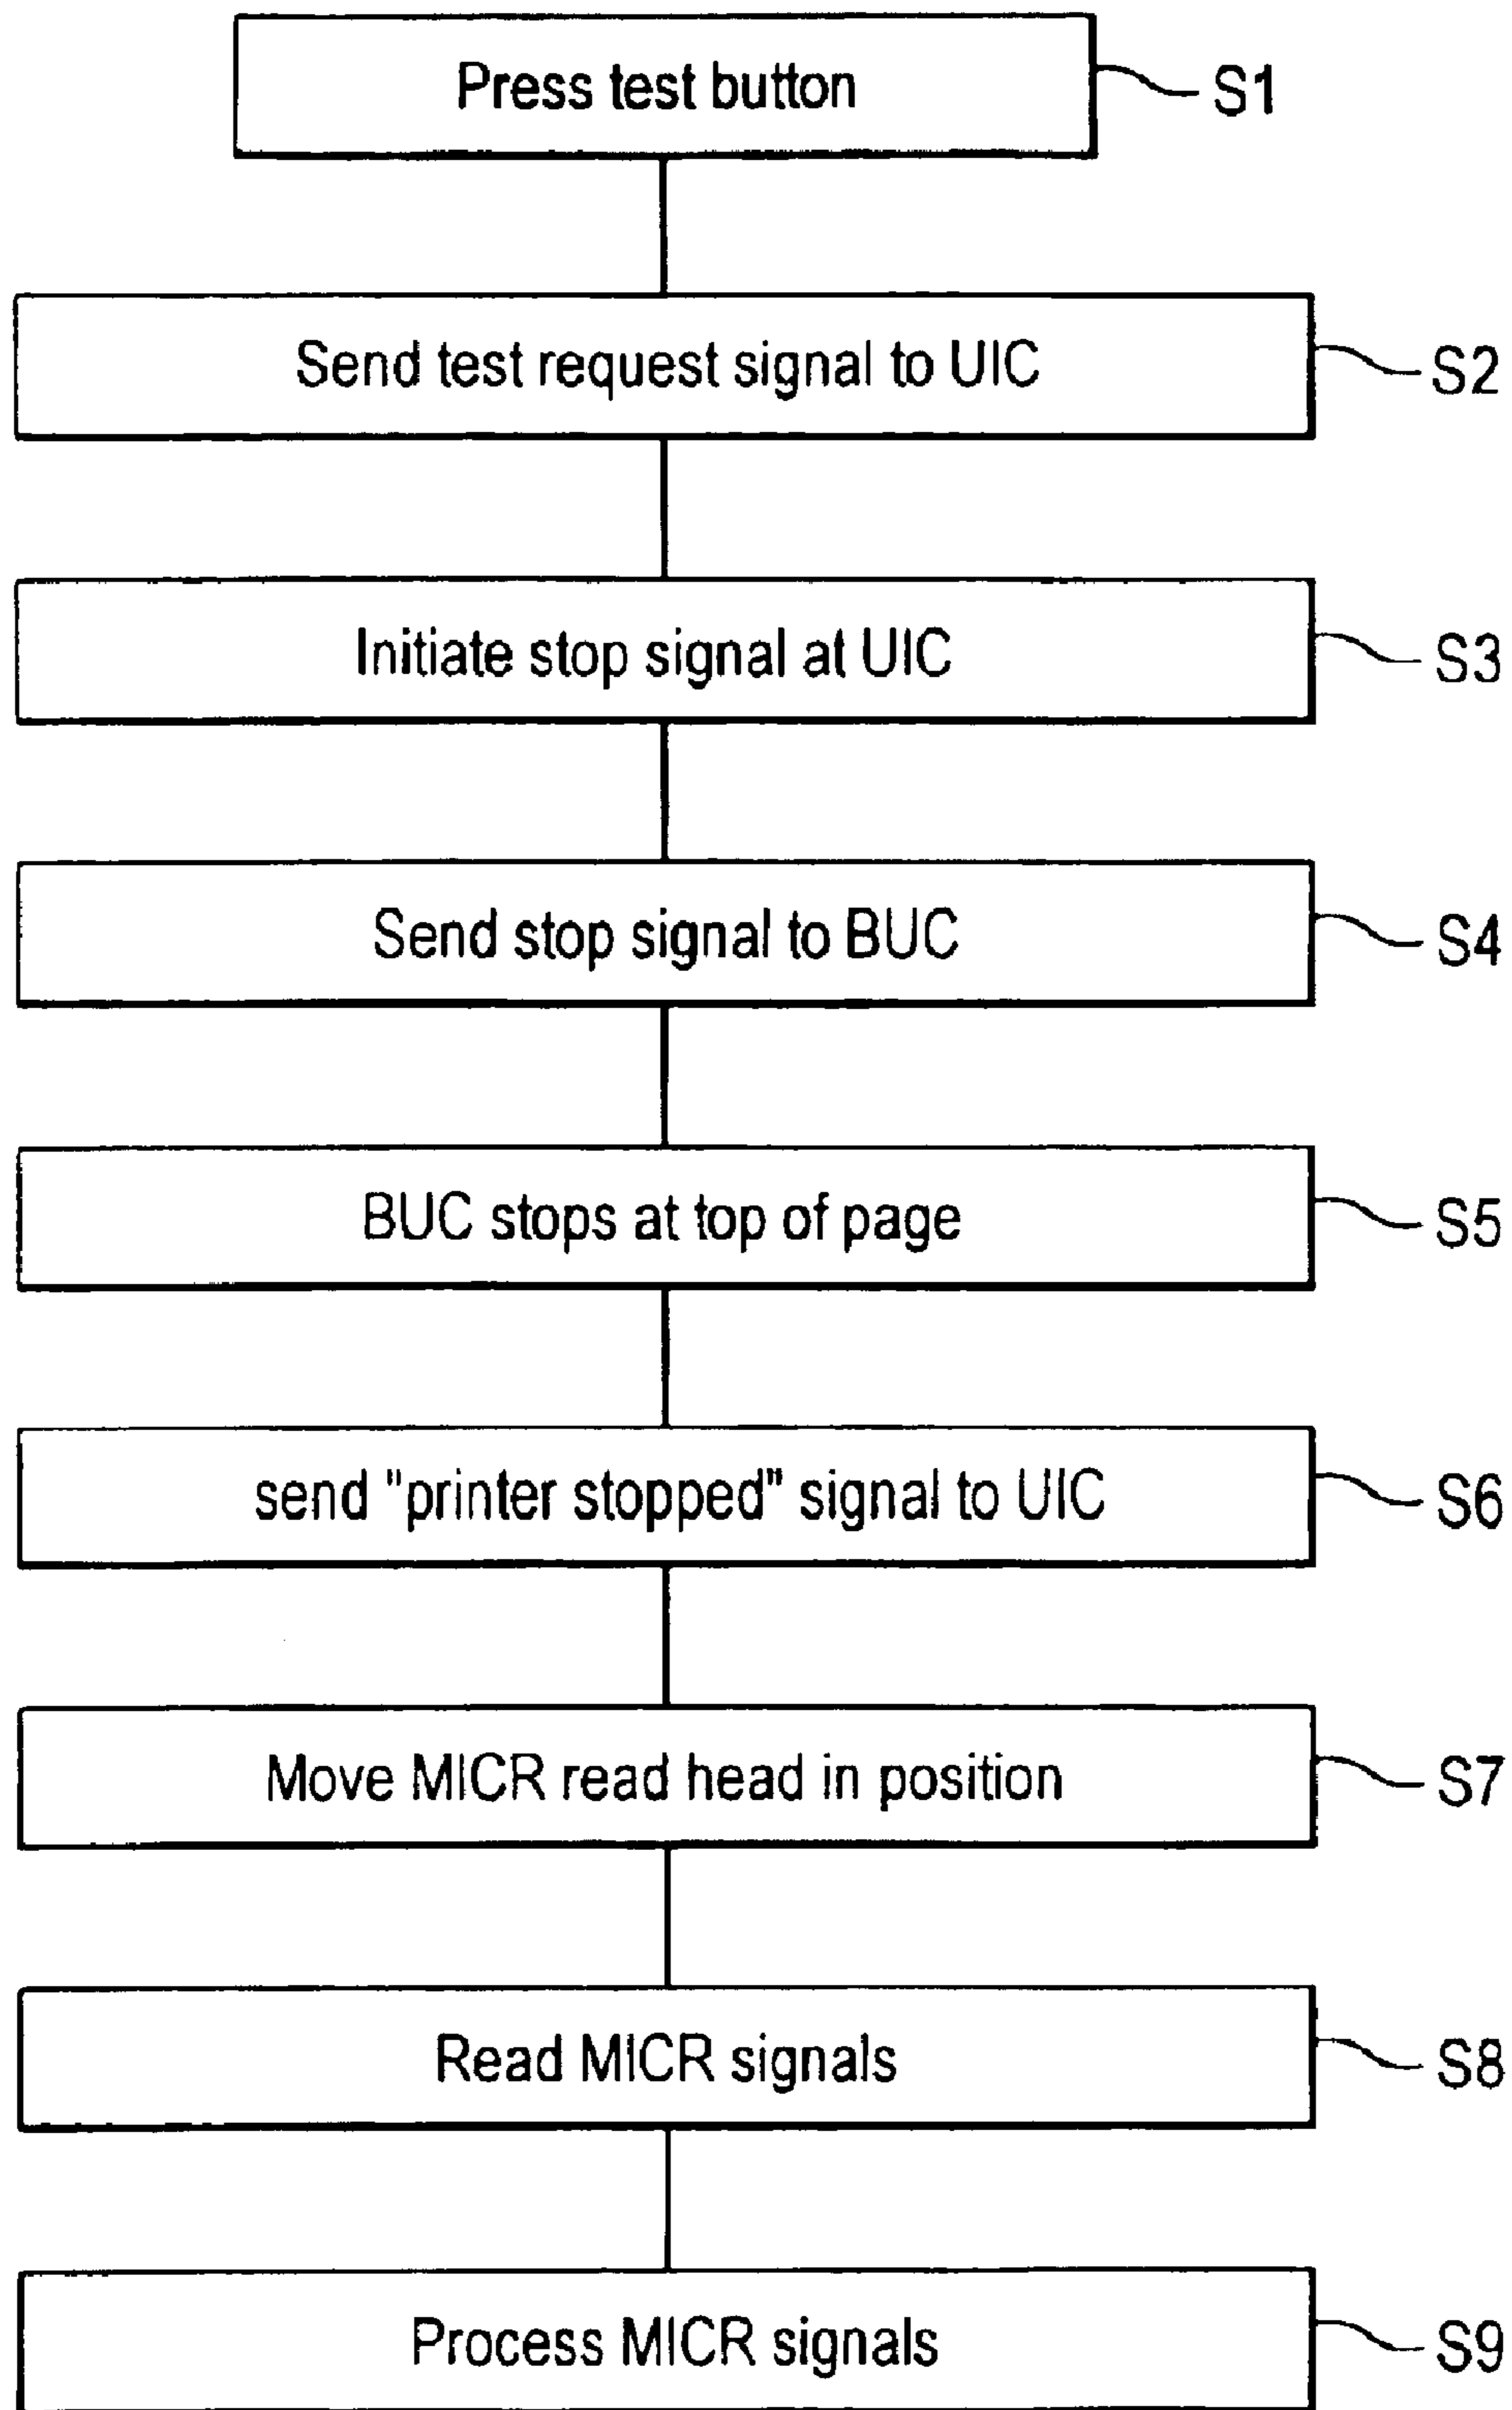 Press test button S1
Send test request signal to UIC S2
Initiate stop signal at UIC S3
Send stop signal to BUC S4
BUC stops at top of page S5
send "printer stopped" signal to UIC S6
Move MICR read head in position S7
Read MICR signals S8
Process MICR signals S9